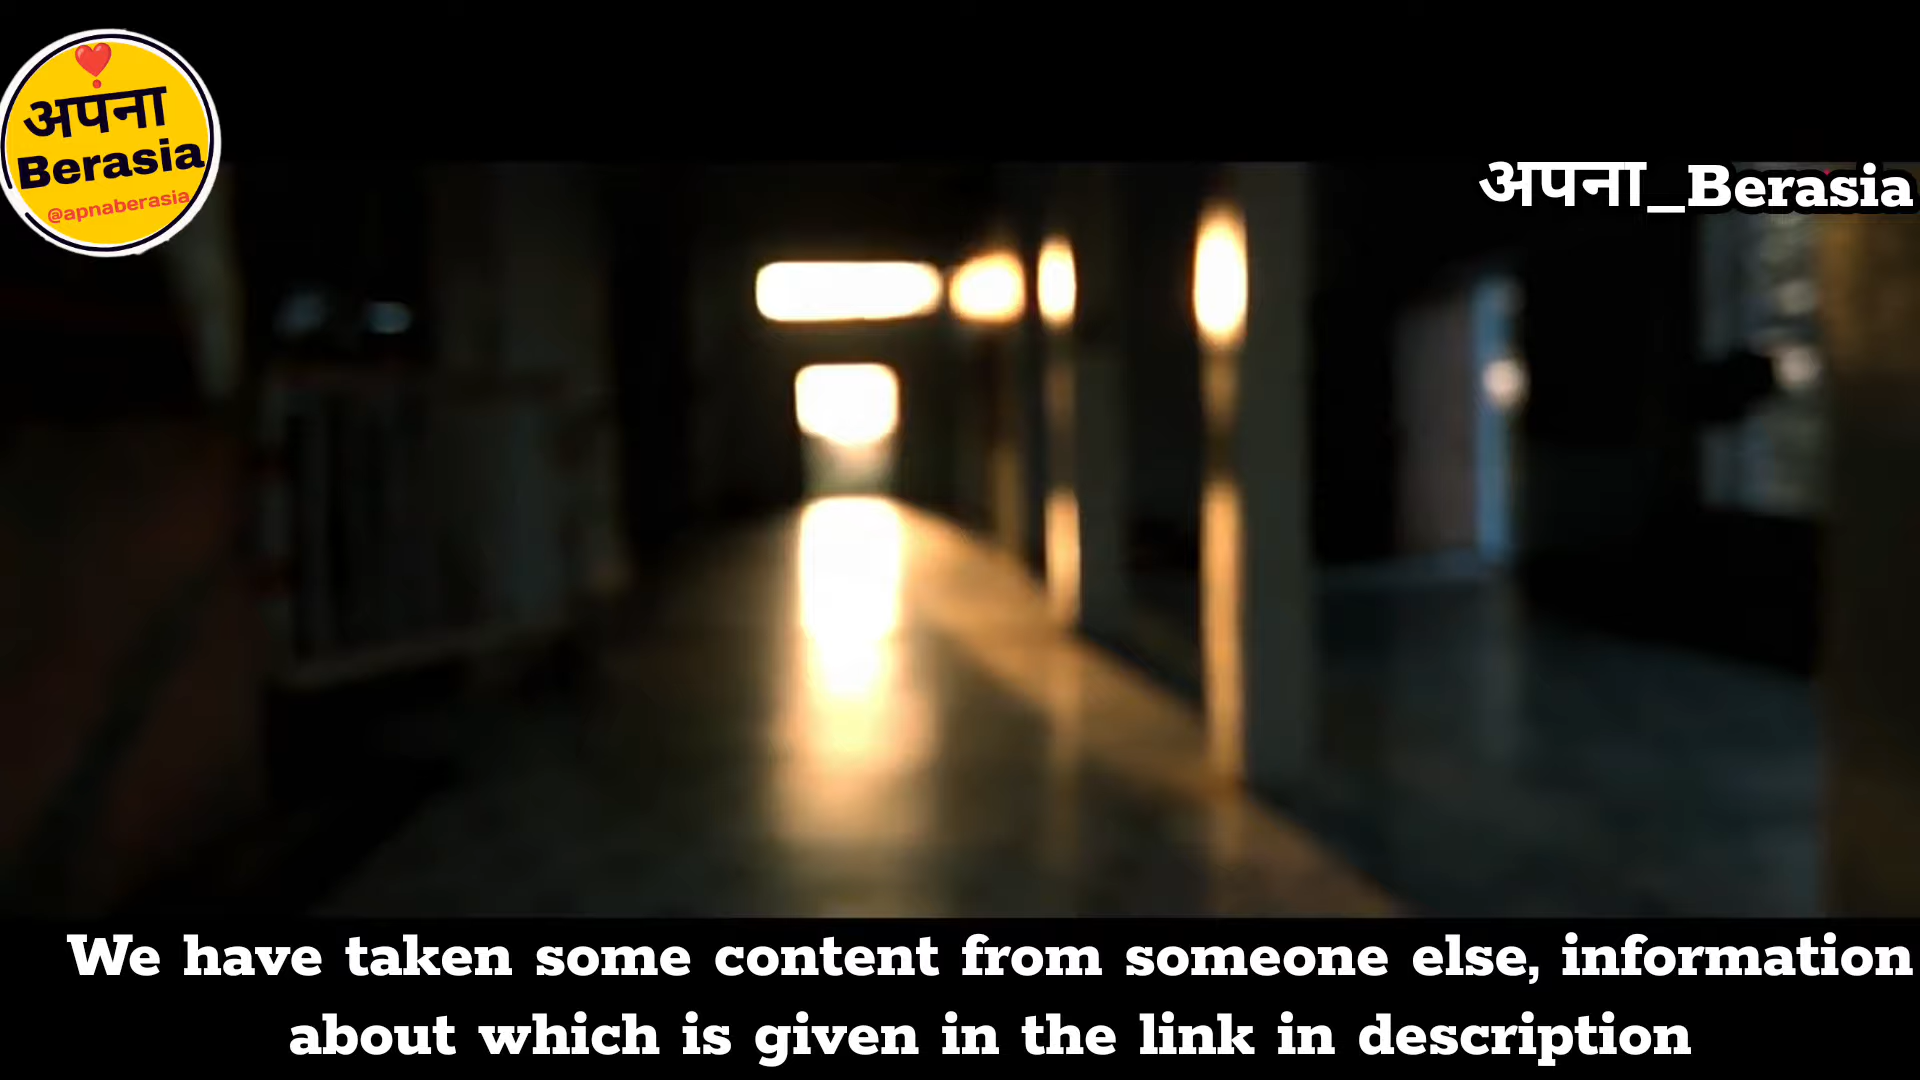 अपना
Berasia
@apnaberasia
अपना_Berasia
We have taken some content from someone else, information
about which is given in the link in description